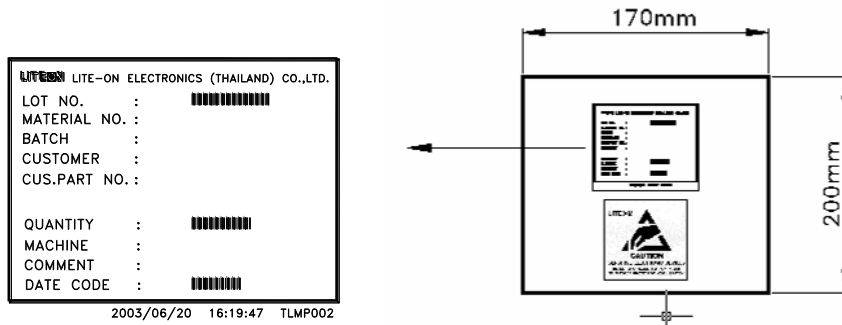 LITEON LITE-ON ELECTRONICS (THAILAND) CO.,LTD.
LOT NO. :
MATERIAL NO. :
BATCH :
CUSTOMER :
CUS.PART NO. :
QUANTITY :
MACHINE :
COMMENT :
DATE CODE :
2003/06/20 16:19:47 TLMP002
170mm
200mm
LITEON
CAUTION